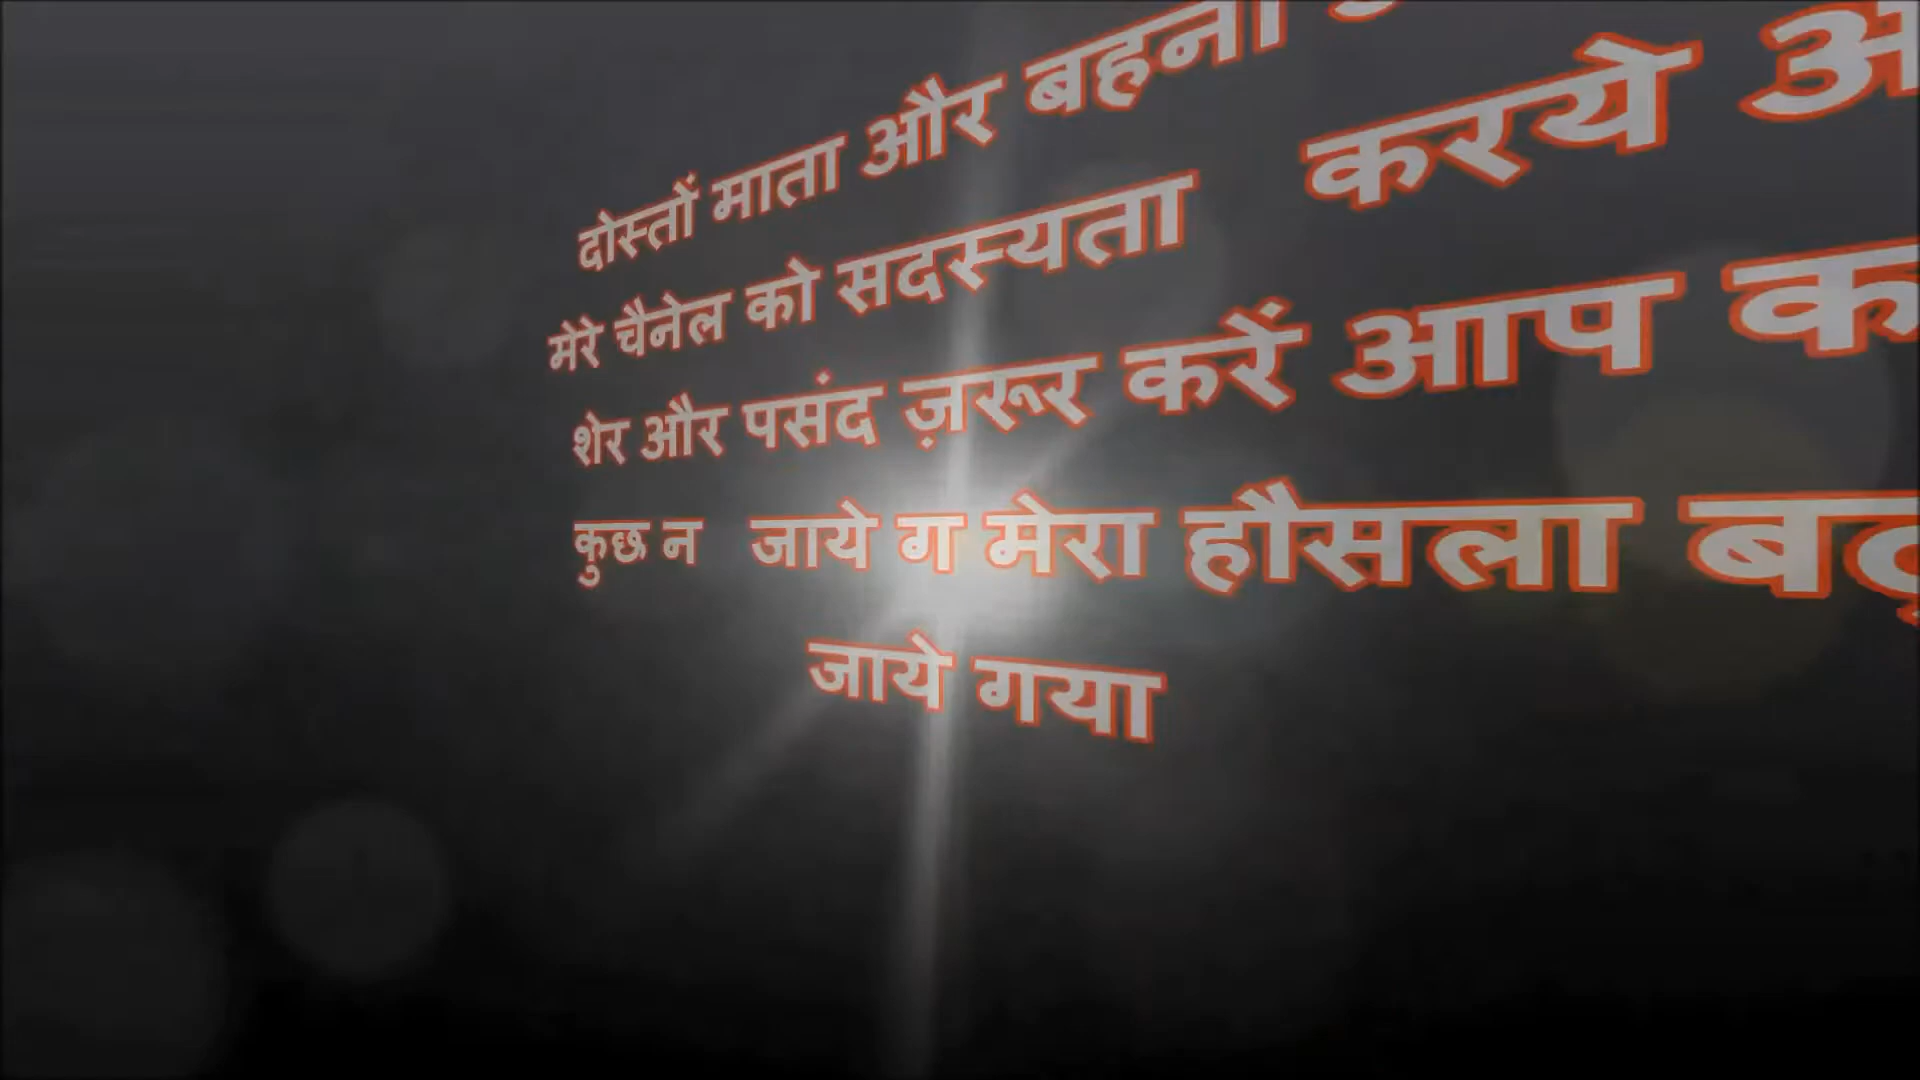 दोस्तों माता और बहनों
मेरे चैनेल को सदस्यता करये
शेर और पसंद ज़रूर करें आप
कुछ न जाये ग मेरा हौसला
जाये गया